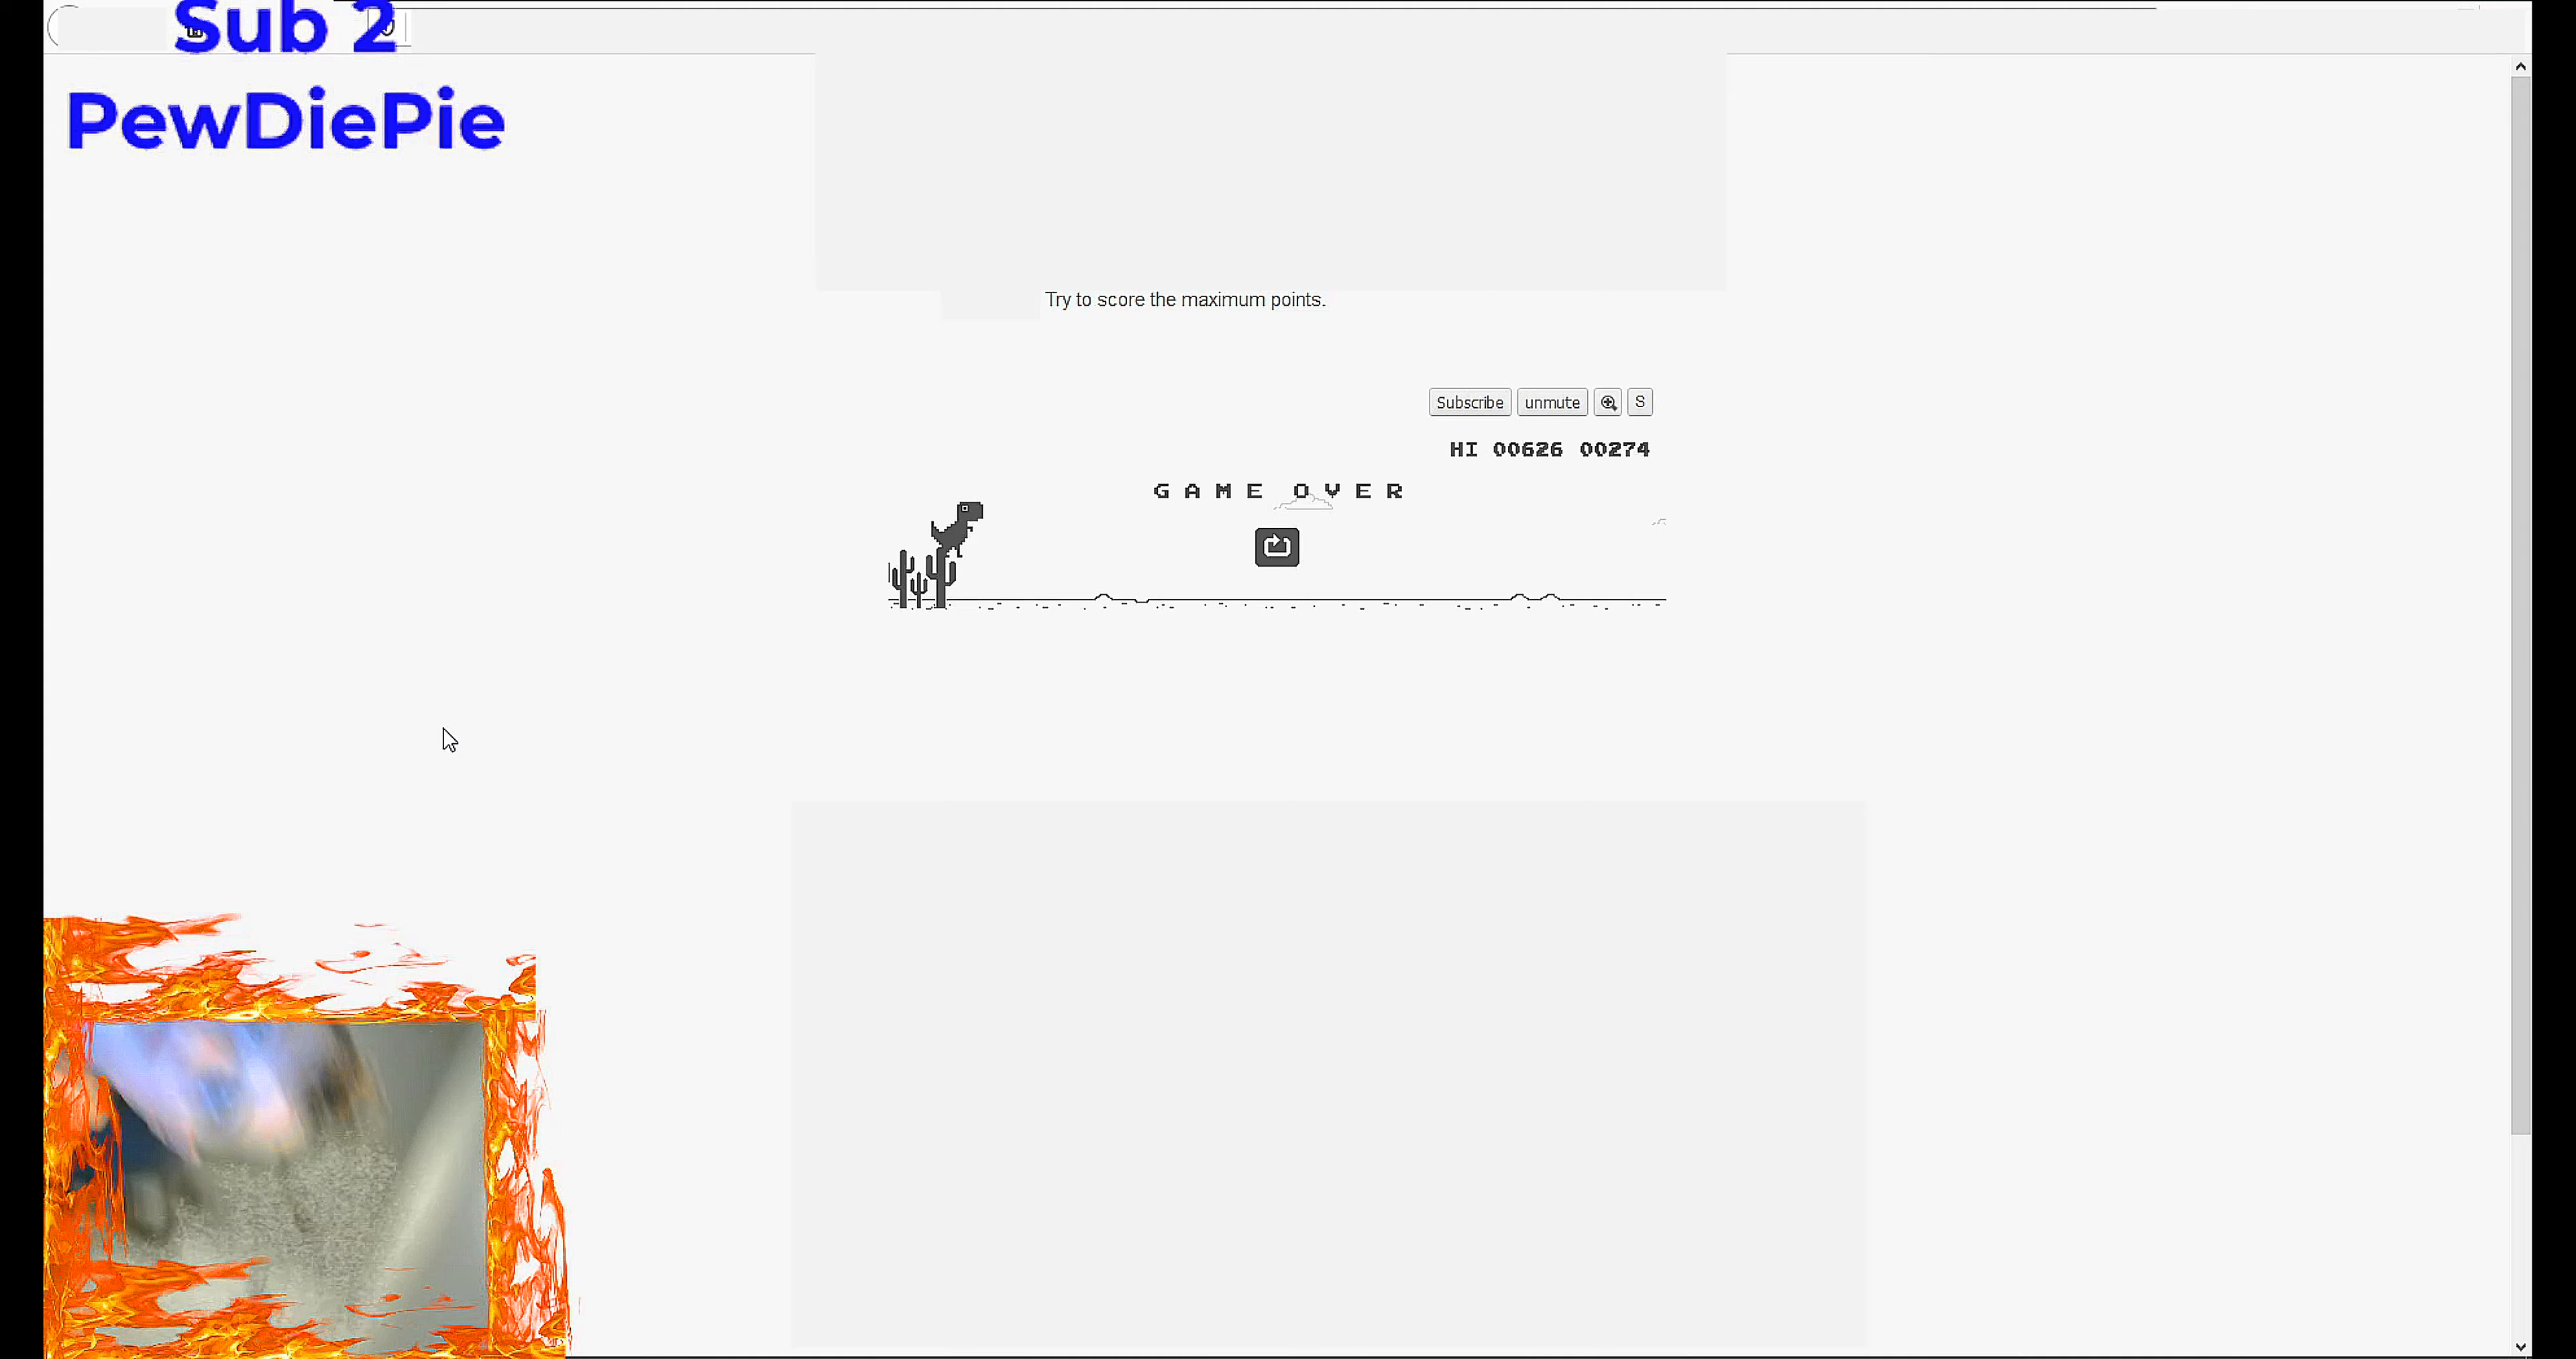 Sub 2
PewDiePie
Try to score the maximum points.
Subscribe unmute S
HI 00626 00274
GAME OVER